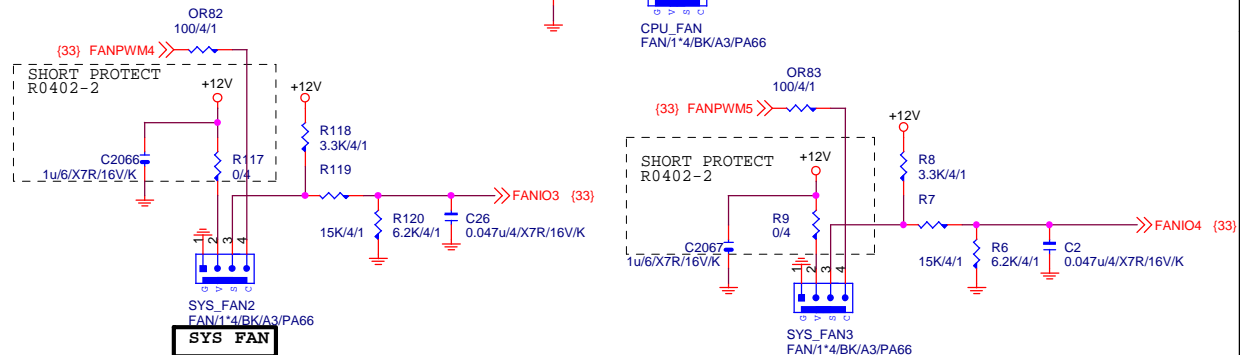 OR82
100/4/1
{33} FANPWM4
SHORT PROTECT
R0402-2
+12V
+12V
R118
3.3K/4/1
C2066
1u/6/X7R/16V/K
R117
0/4
R119
FANIO3 {33}
15K/4/1
R120
6.2K/4/1
C26
0.047u/4/X7R/16V/K
1
2
3
4
G
V
S
C
SYS_FAN2
FAN/1*4/BK/A3/PA66
SYS FAN
CPU_FAN
FAN/1*4/BK/A3/PA66
OR83
100/4/1
{33} FANPWM5
SHORT PROTECT
R0402-2
+12V
+12V
R8
3.3K/4/1
C2067
1u/6/X7R/16V/K
R9
0/4
R7
FANIO4 {33}
15K/4/1
R6
6.2K/4/1
C2
0.047u/4/X7R/16V/K
1
2
3
4
G
V
S
C
SYS_FAN3
FAN/1*4/BK/A3/PA66